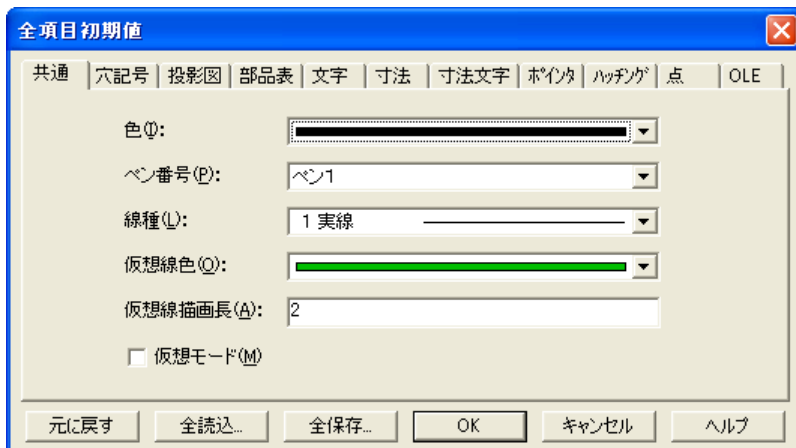 全項目初期値
共通 穴記号 投影図 部品表 文字 寸法 寸法文字 ﾎﾟｲﾝﾀ ﾊｯﾁﾝｸﾞ 点 OLE
色(I):
ペン番号(P): ペン1
線種(L): 1 実線
仮想線色(O):
仮想線描画長(A): 2
仮想モード(M)
元に戻す 全読込... 全保存... OK キャンセル ヘルプ